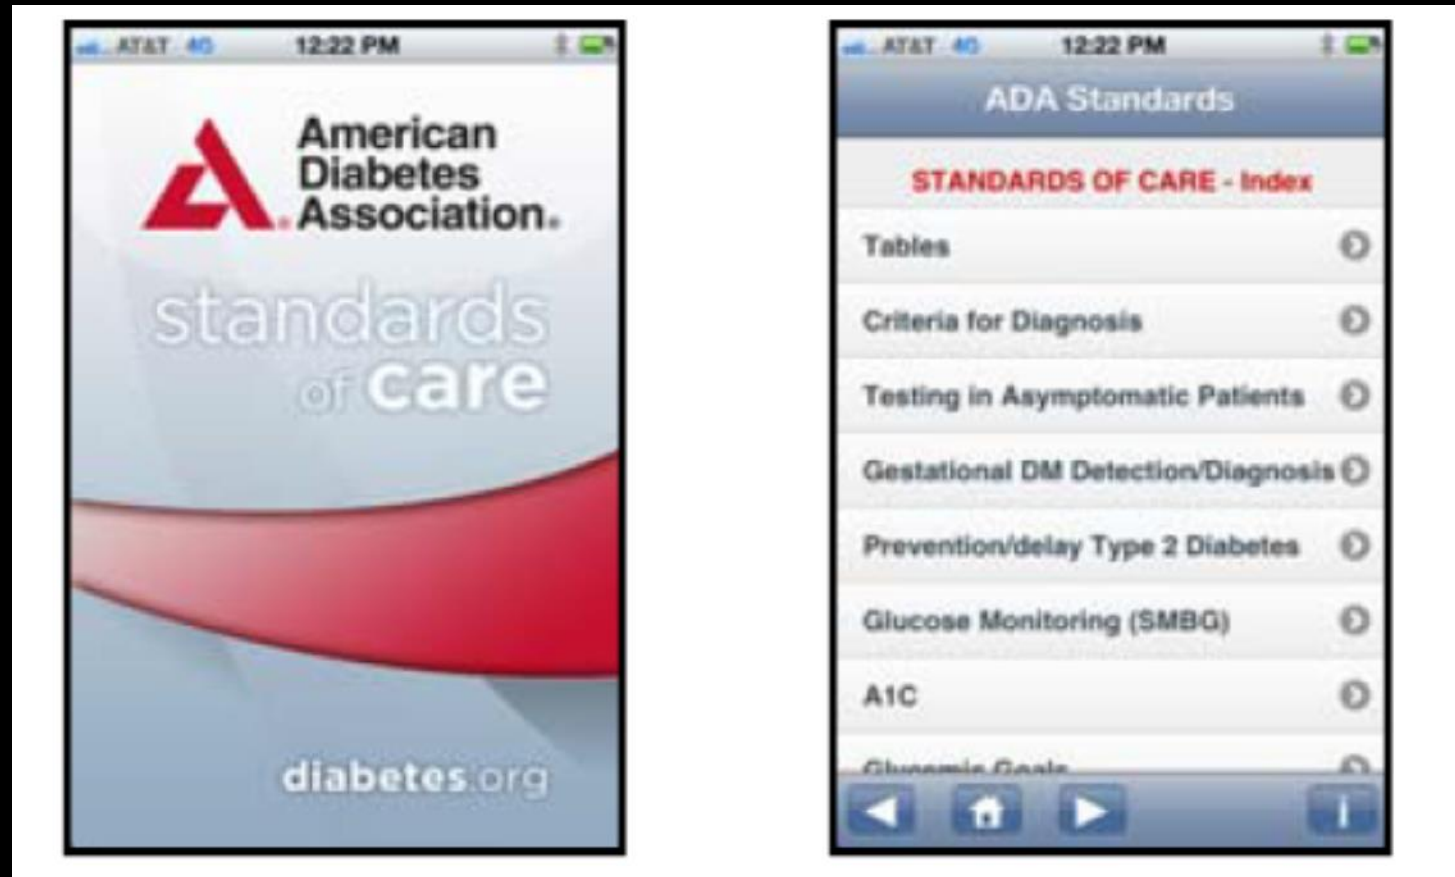 AT&T 4G 12:22 PM
American
Diabetes
Association.
standards
of care
diabetes.org
AT&T 4G 12:22 PM
ADA Standards
STANDARDS OF CARE - Index
Tables
Criteria for Diagnosis
Testing in Asymptomatic Patients
Gestational DM Detection/Diagnosis
Prevention/delay Type 2 Diabetes
Glucose Monitoring (SMBG)
A1C
Glycemic Goals
i